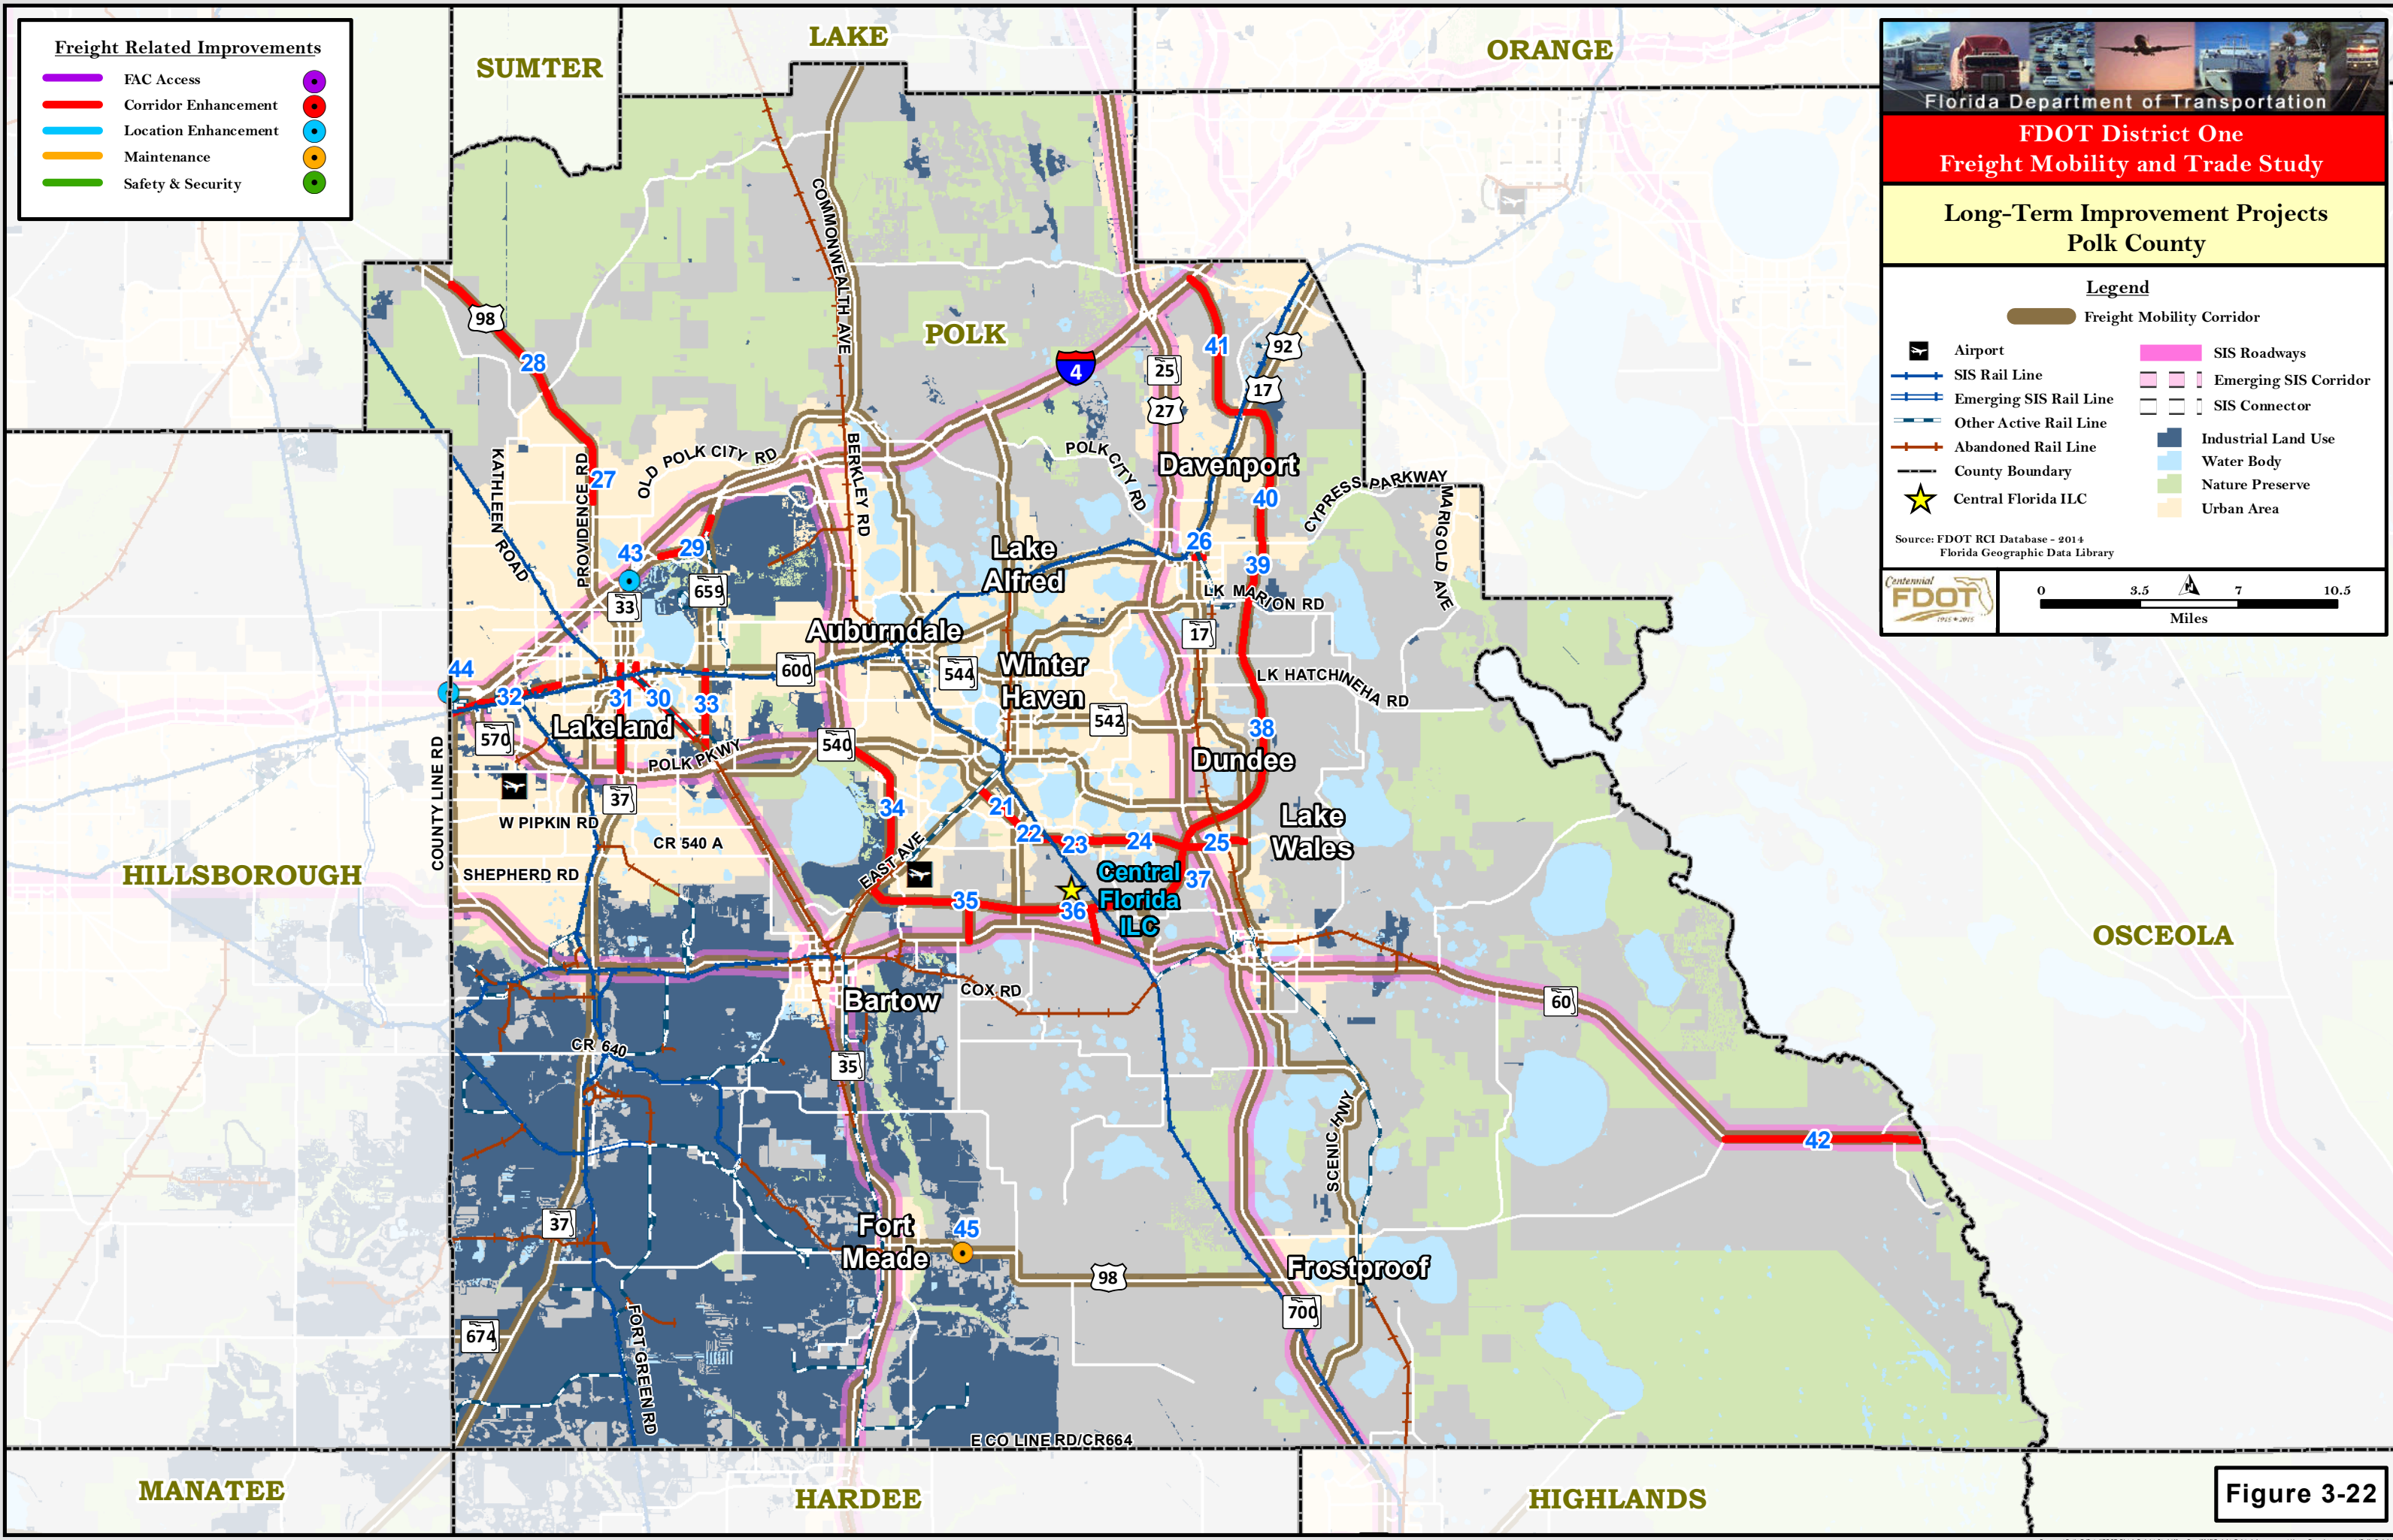 Freight Related Improvements
FAC Access
Corridor Enhancement
Location Enhancement
Maintenance
Safety & Security
Florida Department of Transportation
FDOT District One
Freight Mobility and Trade Study
Long-Term Improvement Projects
Polk County
Legend
Freight Mobility Corridor
Airport
SIS Rail Line
Emerging SIS Rail Line
Other Active Rail Line
Abandoned Rail Line
County Boundary
Central Florida ILC
SIS Roadways
Emerging SIS Corridor
SIS Connector
Industrial Land Use
Water Body
Nature Preserve
Urban Area
Source: FDOT RCI Database - 2014
Florida Geographic Data Library
Centennial
FDOT
1915 * 2015
0 3.5 7 10.5
Miles
SUMTER
LAKE
ORANGE
POLK
HILLSBOROUGH
OSCEOLA
MANATEE
HARDEE
HIGHLANDS
COMMONWEALTH AVE
98
28
4
25
27
41
92
17
KATHLEEN ROAD
PROVIDENCE RD
27
OLD POLK CITY RD
BERKLEY RD
POLK CITY RD
Davenport
40
CYPRESS PARKWAY
MARIGOLD AVE
43
29
33
659
Lake
Alfred
26
39
LK MARION RD
17
Auburndale
44
32
31
30
33
600
544
Winter
Haven
LK HATCHINEHA RD
Lakeland
570
POLK PKWY
540
542
38
Dundee
COUNTY LINE RD
37
W PIPKIN RD
CR 540 A
SHEPHERD RD
34
EAST AVE
21
22
23
24
25
Lake
Wales
Central
Florida
ILC
37
35
36
Bartow
COX RD
60
CR 640
35
SCENIC HWY
42
37
Fort
Meade
45
98
Frostproof
700
674
FORT GREEN RD
E CO LINE RD/CR664
Figure 3-22